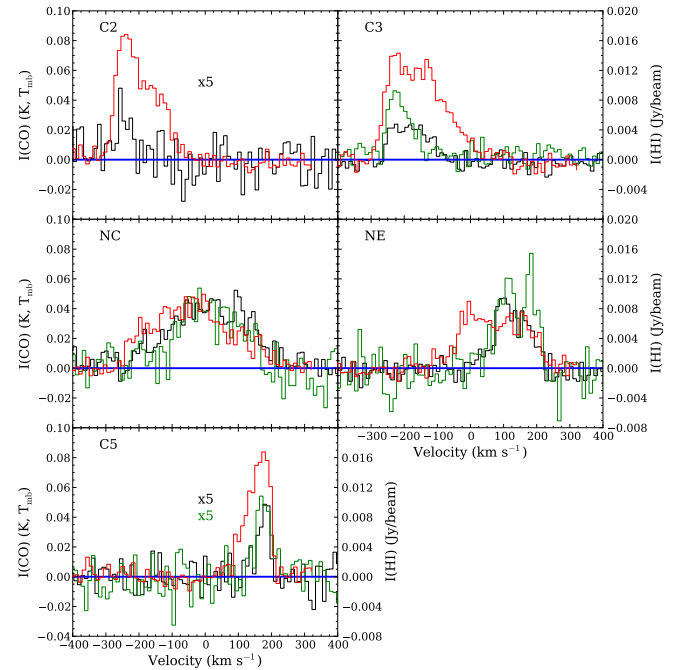 0.10 C2 C3 0.020
0.08 0.016
0.06 x5 0.012
0.04 0.008
0.02 0.004
0.00 0.000
−0.02 −0.004
I(CO) (K, Tmb) I(HI) (Jy/beam)
0.10 NC NE 0.020
0.08 0.016
0.06 0.012
0.04 0.008
0.02 0.004
0.00 0.000
−0.02 −0.004
I(CO) (K, Tmb) I(HI) (Jy/beam)
0.10 C5 −0.008
−300 −200 −100 0 100 200 300 400
Velocity (km s−1)
0.08 0.016
0.06 x5 0.012
x5
0.04 0.008
0.02 0.004
0.00 0.000
−0.02 −0.004
−0.04 −0.008
I(CO) (K, Tmb) I(HI) (Jy/beam)
−400 −300 −200 −100 0 100 200 300 400
Velocity (km s−1)